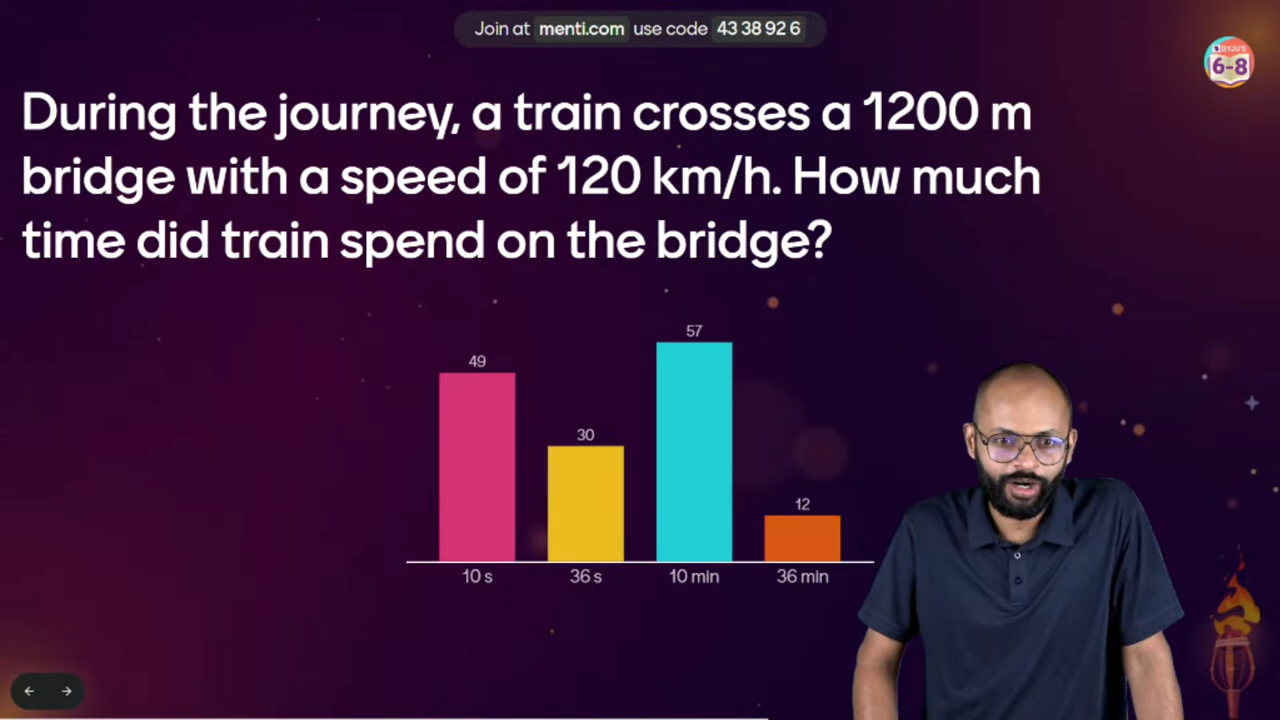 Join at menti.com use code 43 38 92 6
BYJU'S
6-8
During the journey, a train crosses a 1200 m
bridge with a speed of 120 km/h. How much
time did train spend on the bridge?
49
30
57
12
10 s
36 s
10 min
36 min